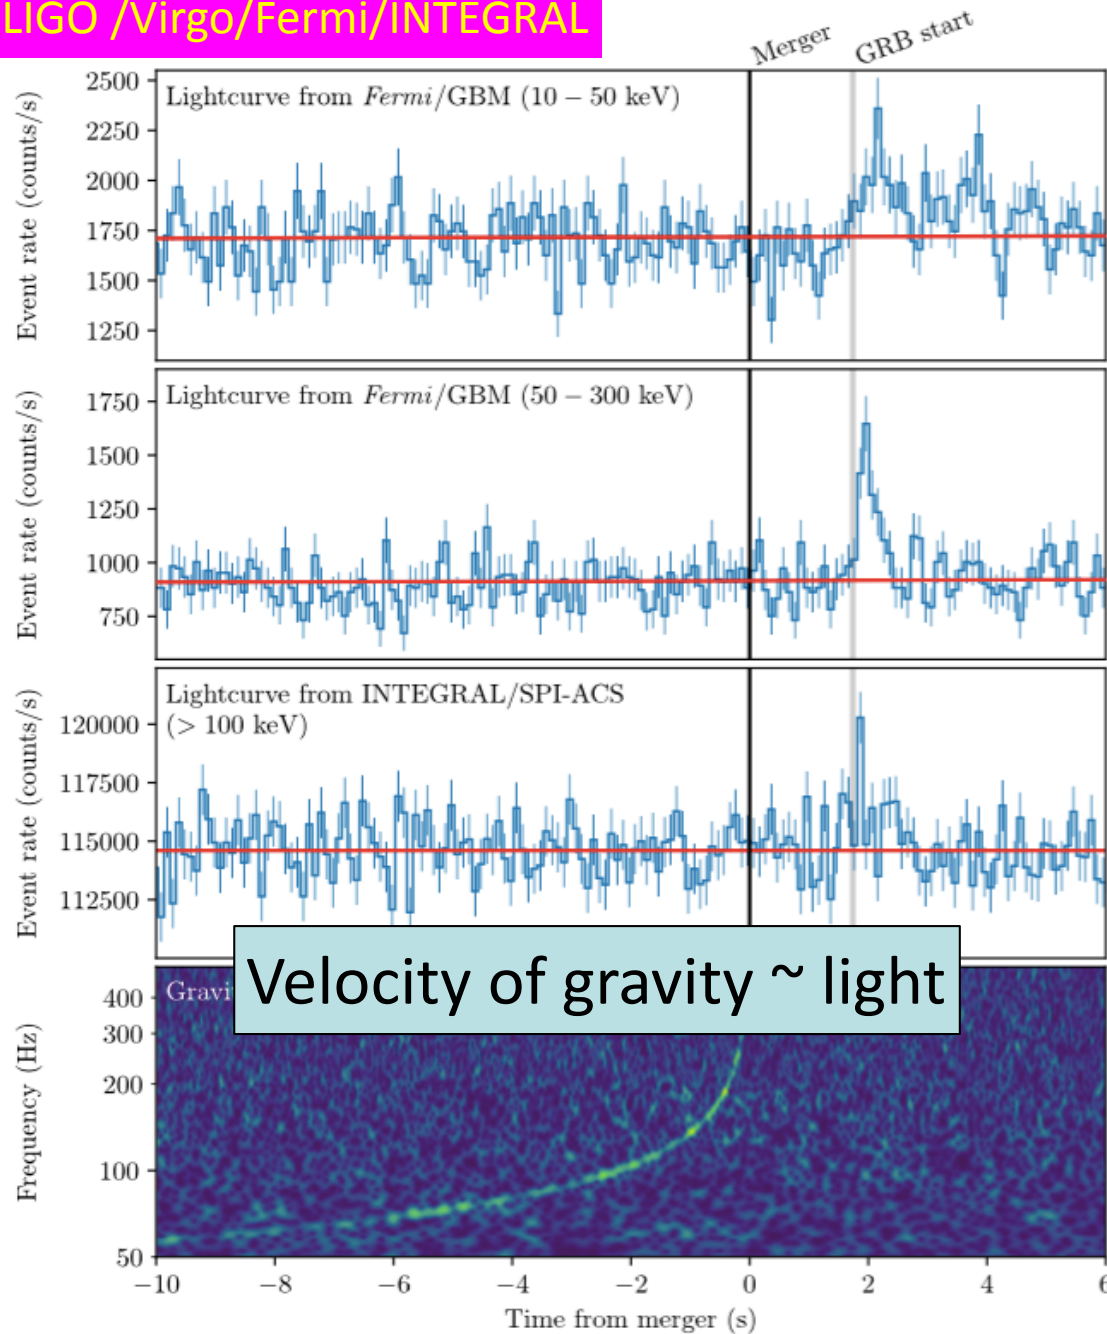 LIGO /Virgo/Fermi/INTEGRAL
Merger
GRB start
Lightcurve from Fermi/GBM (10 – 50 keV)
Event rate (counts/s)
2500
2250
2000
1750
1500
1250
Lightcurve from Fermi/GBM (50 – 300 keV)
Event rate (counts/s)
1750
1500
1250
1000
750
Lightcurve from INTEGRAL/SPI-ACS
(> 100 keV)
Event rate (counts/s)
120000
117500
115000
112500
Velocity of gravity ~ light
Gravi
Frequency (Hz)
400
300
200
100
50
−10 −8 −6 −4 −2 0 2 4 6
Time from merger (s)